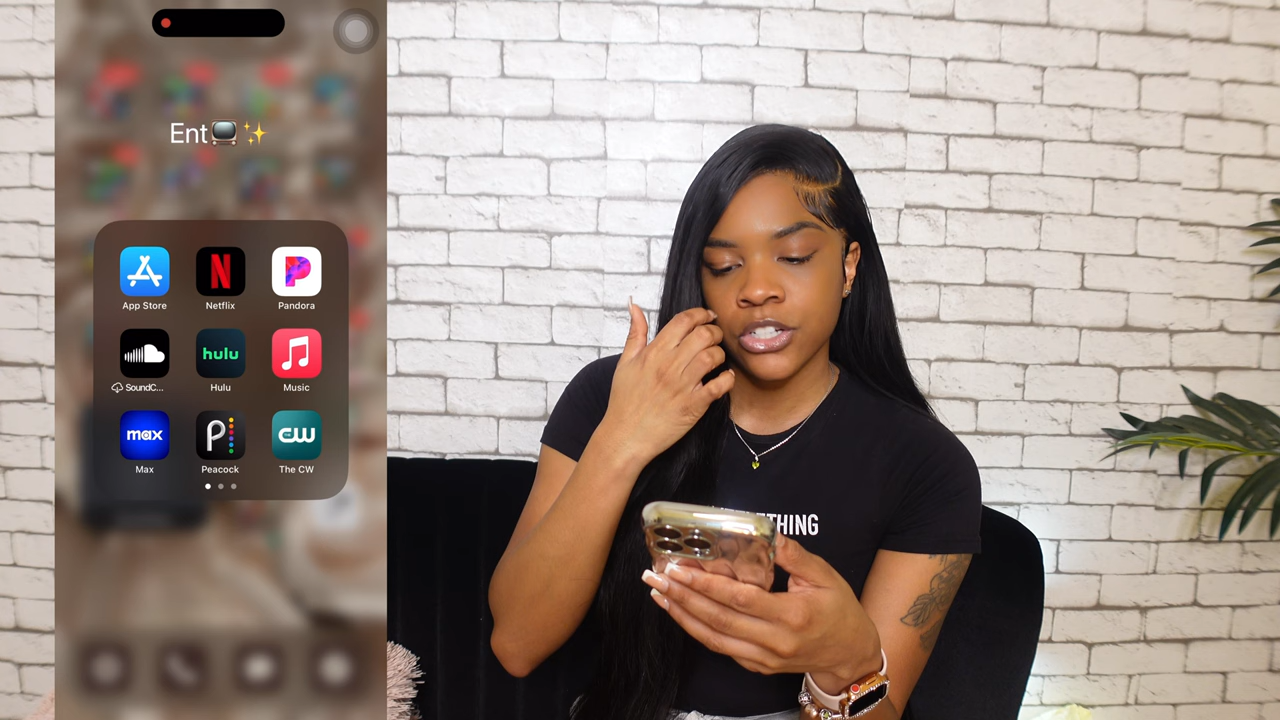 Ent📺✨
App Store
Netflix
Pandora
SoundC...
hulu
Hulu
Music
max
Max
Peacock
CW
The CW
THING